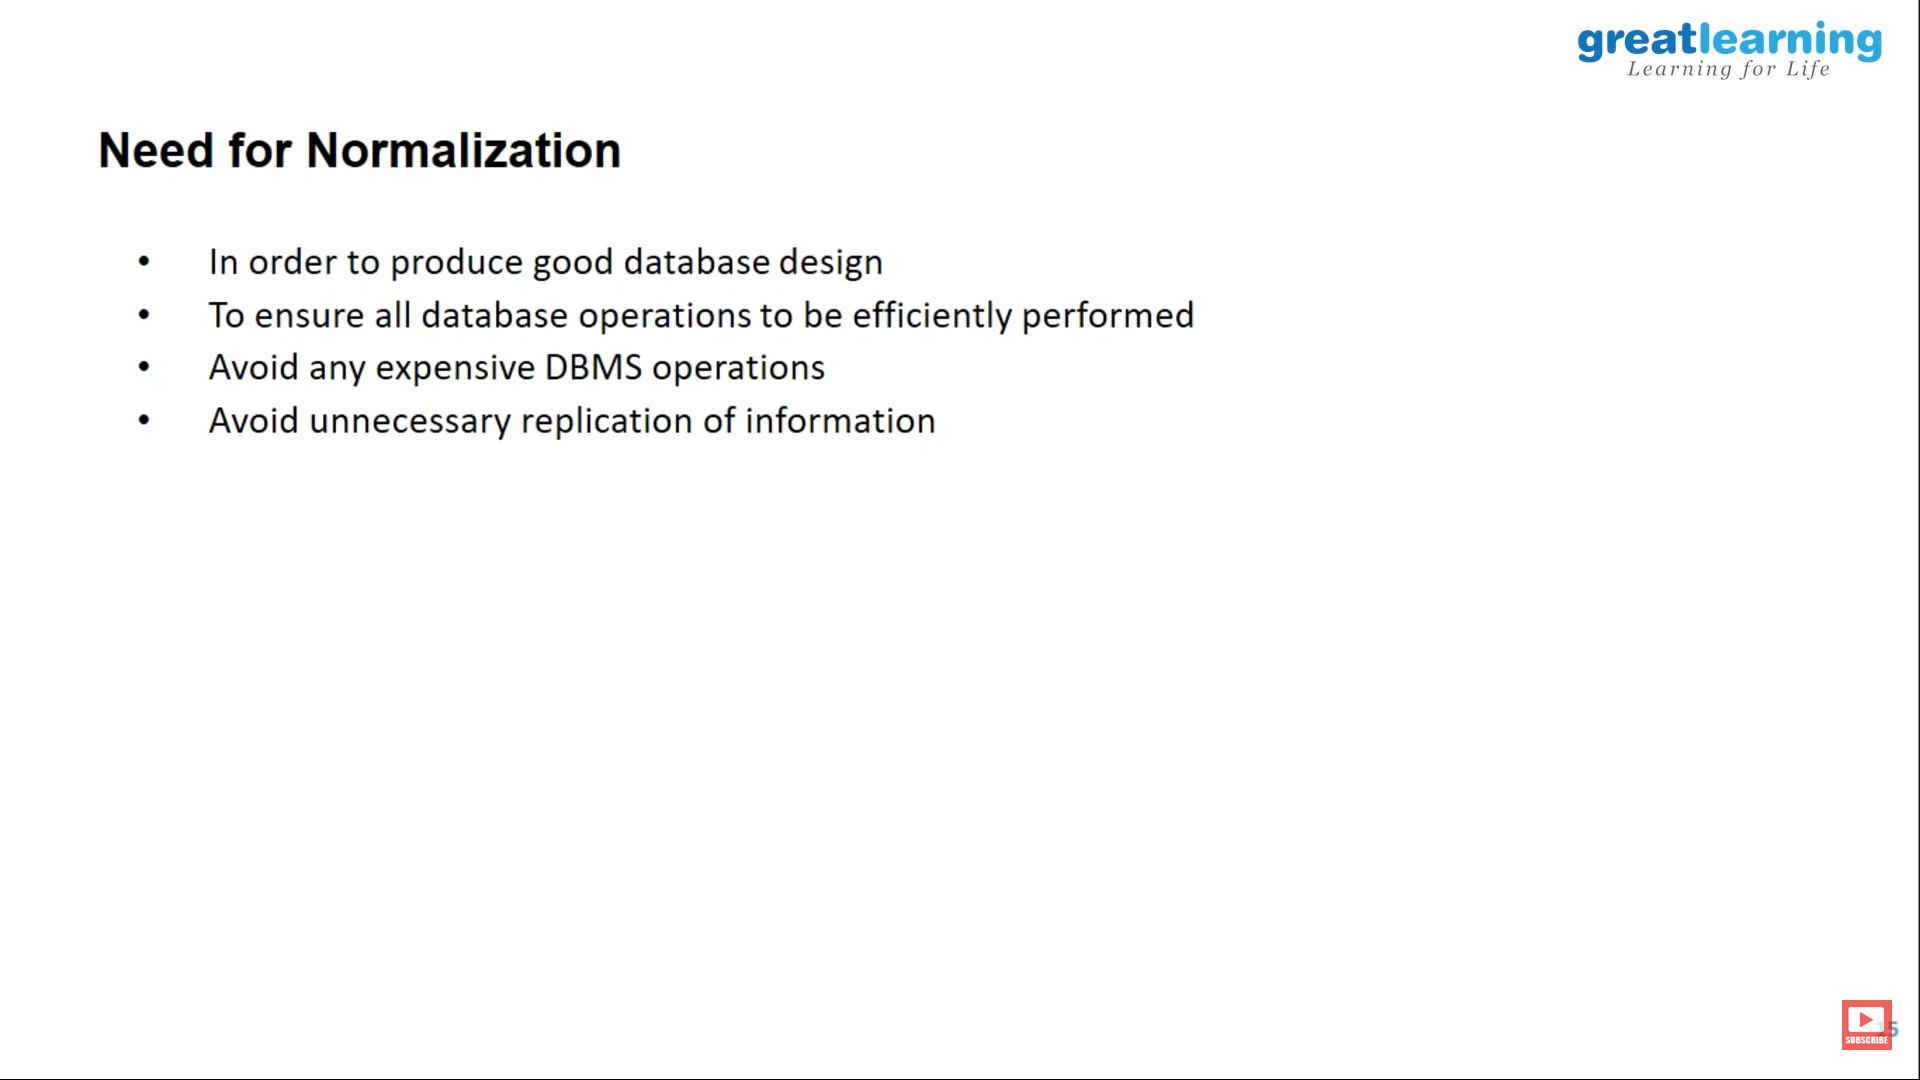 greatlearning
Learning for Life
Need for Normalization
• In order to produce good database design
• To ensure all database operations to be efficiently performed
• Avoid any expensive DBMS operations
• Avoid unnecessary replication of information
SUBSCRIBE